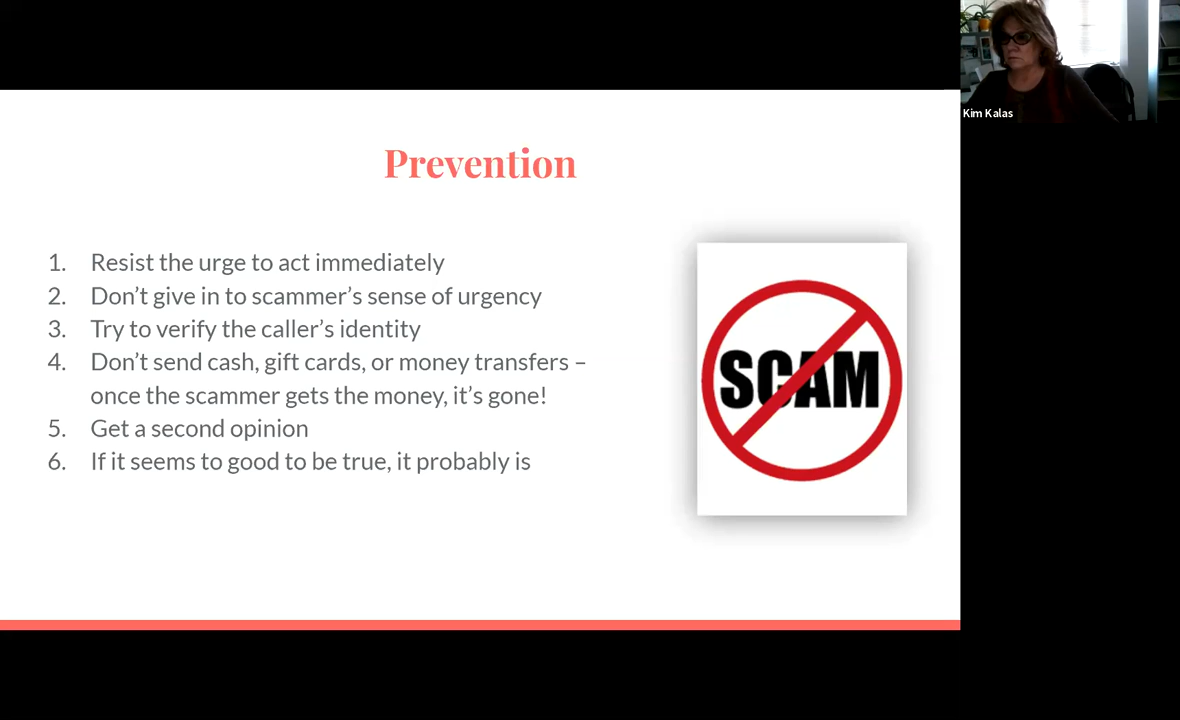 Kim Kalas
Prevention
1. Resist the urge to act immediately
2. Don’t give in to scammer’s sense of urgency
3. Try to verify the caller’s identity
4. Don’t send cash, gift cards, or money transfers –
once the scammer gets the money, it’s gone!
5. Get a second opinion
6. If it seems to good to be true, it probably is
SCAM